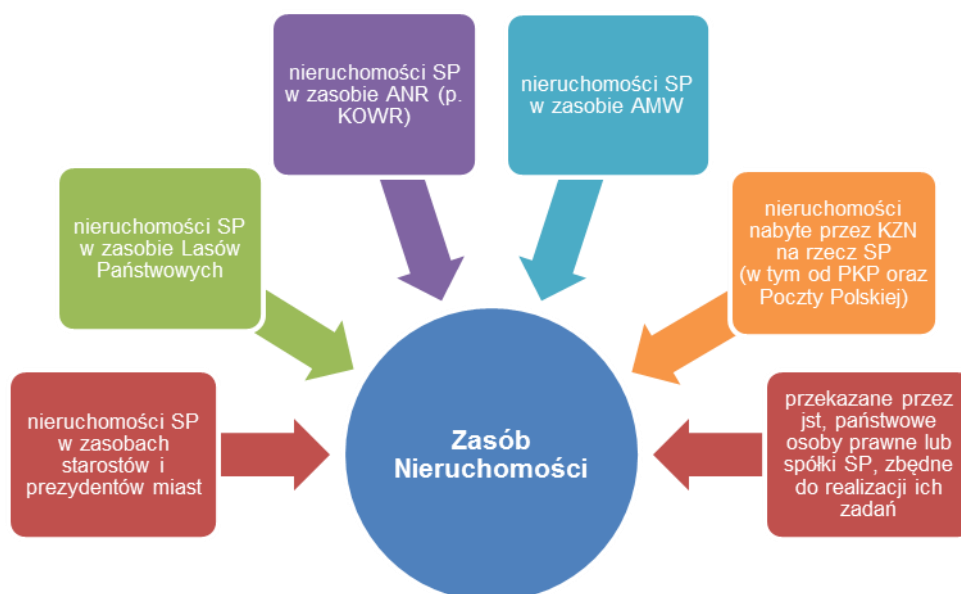 nieruchomości SP
w zasobie ANR (p.
KOWR)
nieruchomości SP
w zasobie AMW
nieruchomości SP
w zasobie Lasów
Państwowych
nieruchomości
nabyte przez KZN
na rzecz SP
(w tym od PKP oraz
Poczty Polskiej)
nieruchomości SP
w zasobach
starostów i
prezydentów miast
Zasób
Nieruchomości
przekazane przez
jst, państwowe
osoby prawne lub
spółki SP, zbędne
do realizacji ich
zadań